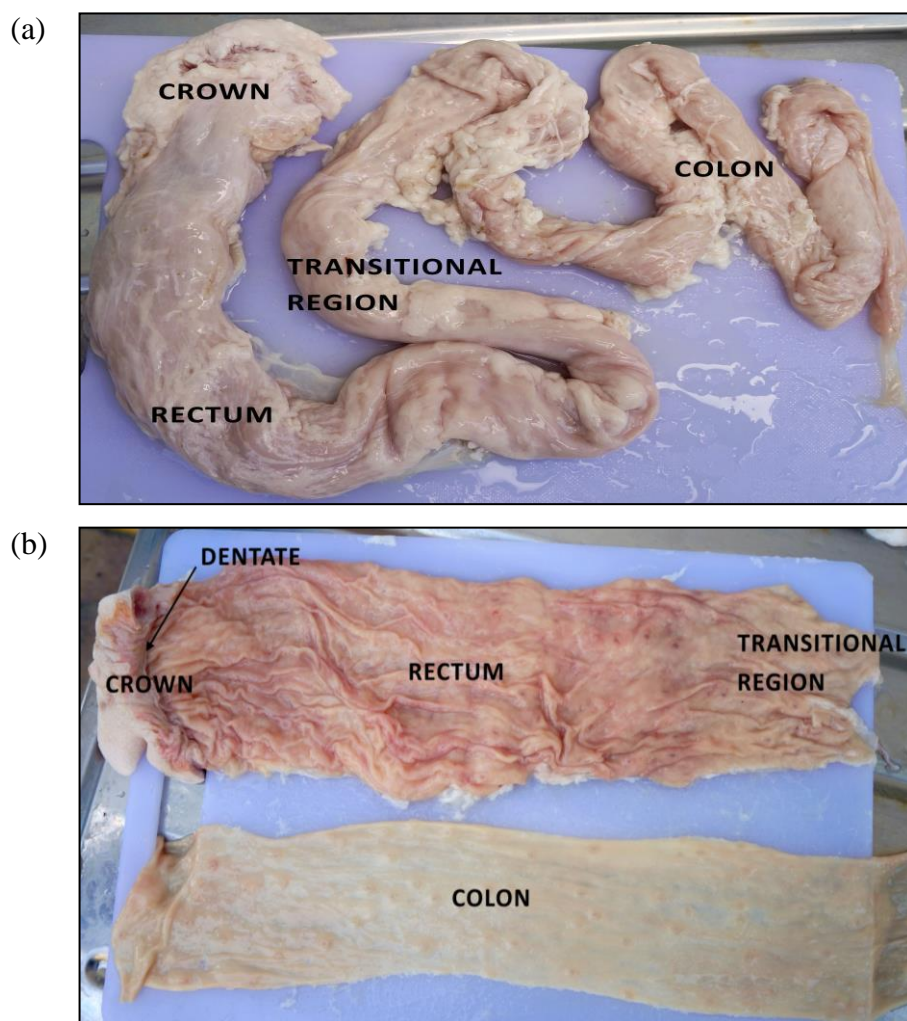 (a)
CROWN
COLON
TRANSITIONAL
REGION
RECTUM
(b)
DENTATE
TRANSITIONAL
RECTUM
CROWN
REGION
COLON